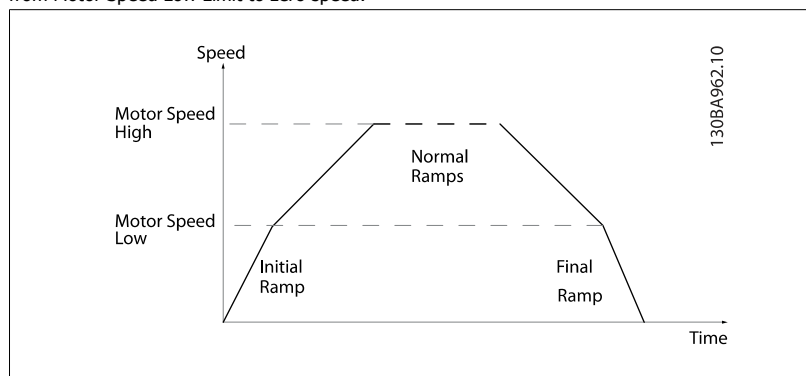 from Motor Speed Low Limit to zero speed.
Speed
130BA962.10
Motor Speed
High
Normal
Ramps
Motor Speed
Low
Initial
Ramp
Final
Ramp
Time